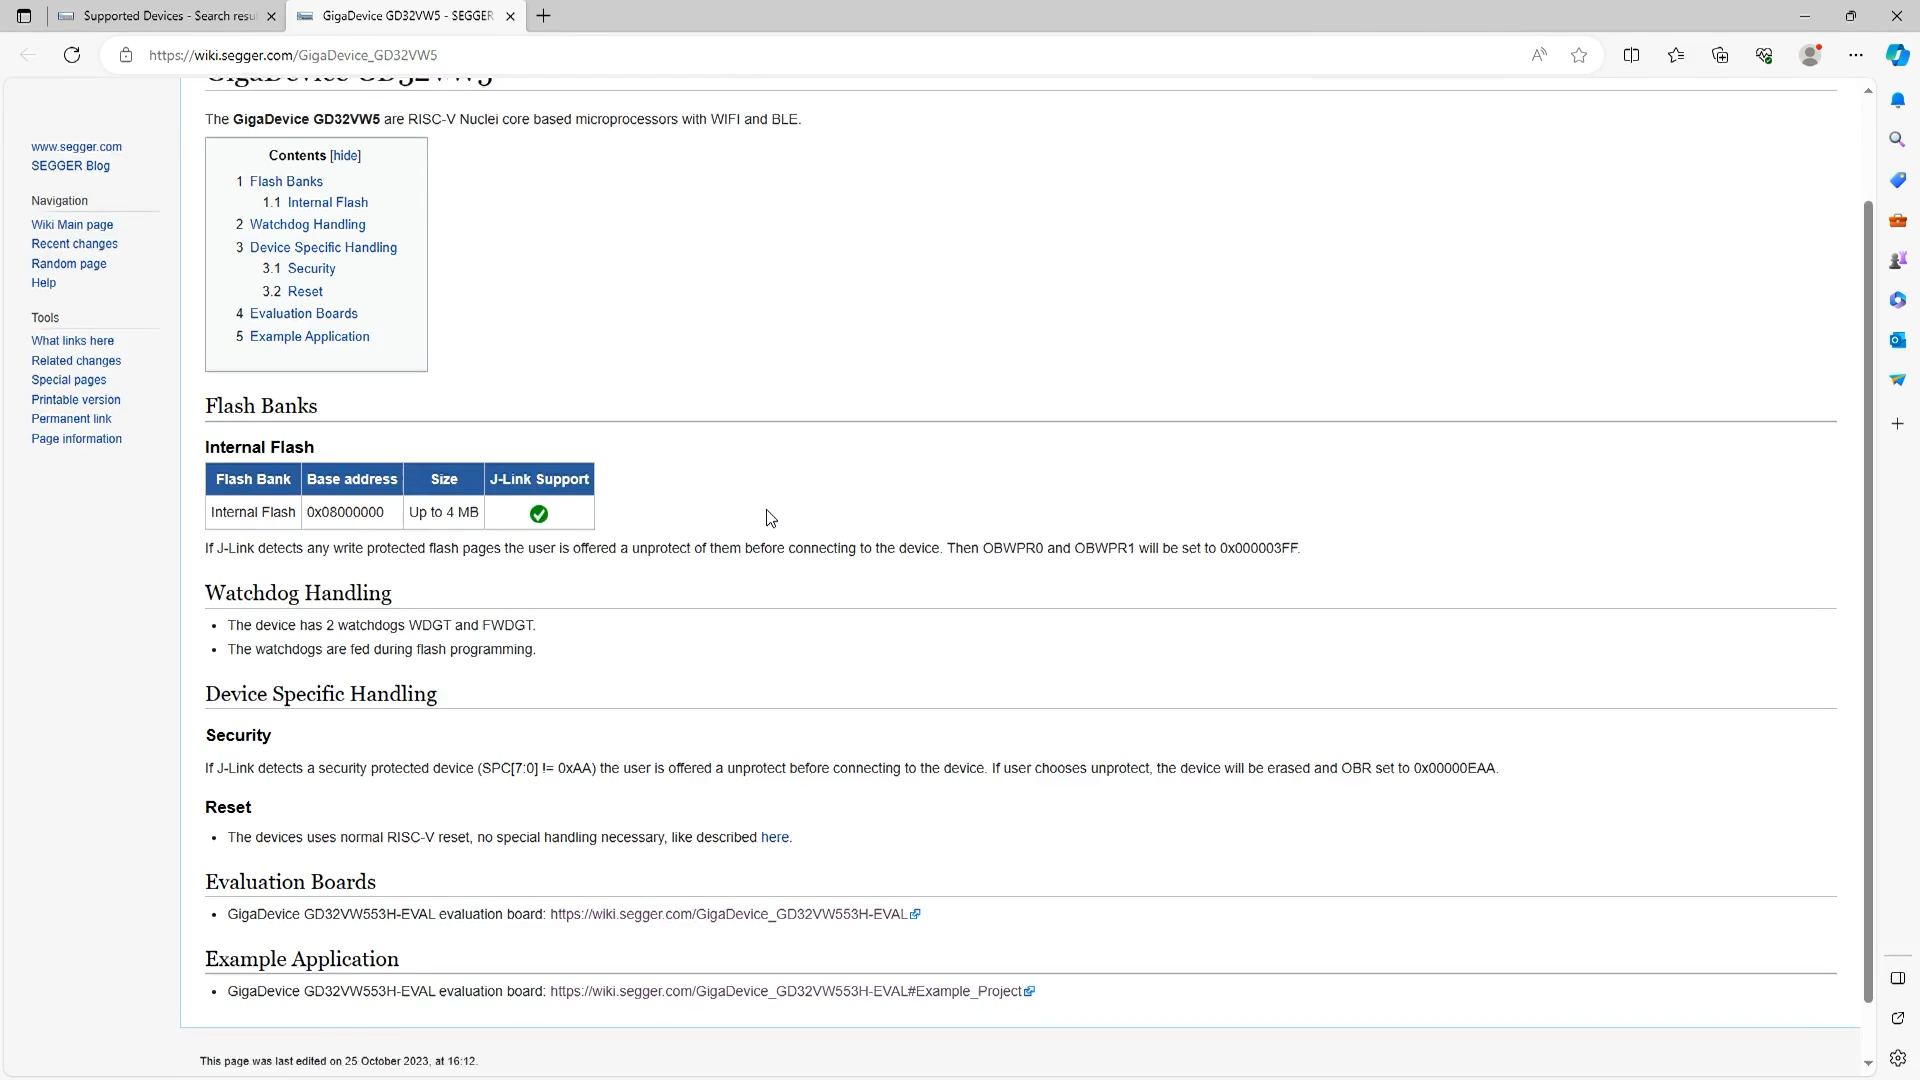 Supported Devices - Search resu
GigaDevice GD32VW5 - SEGGER
https://wiki.segger.com/GigaDevice_GD32VW5
GigaDevice GD32VW5
The GigaDevice GD32VW5 are RISC-V Nuclei core based microprocessors with WIFI and BLE.
Contents [hide]
1 Flash Banks
1.1 Internal Flash
2 Watchdog Handling
3 Device Specific Handling
3.1 Security
3.2 Reset
4 Evaluation Boards
5 Example Application
www.segger.com
SEGGER Blog
Navigation
Wiki Main page
Recent changes
Random page
Help
Tools
What links here
Related changes
Special pages
Printable version
Permanent link
Page information
Flash Banks
Internal Flash
Flash Bank Base address Size J-Link Support
Internal Flash 0x08000000 Up to 4 MB
If J-Link detects any write protected flash pages the user is offered a unprotect of them before connecting to the device. Then OBWPR0 and OBWPR1 will be set to 0x000003FF.
Watchdog Handling
• The device has 2 watchdogs WDGT and FWDGT.
• The watchdogs are fed during flash programming.
Device Specific Handling
Security
If J-Link detects a security protected device (SPC[7:0] != 0xAA) the user is offered a unprotect before connecting to the device. If user chooses unprotect, the device will be erased and OBR set to 0x00000EAA.
Reset
• The devices uses normal RISC-V reset, no special handling necessary, like described here.
Evaluation Boards
• GigaDevice GD32VW553H-EVAL evaluation board: https://wiki.segger.com/GigaDevice_GD32VW553H-EVAL
Example Application
• GigaDevice GD32VW553H-EVAL evaluation board: https://wiki.segger.com/GigaDevice_GD32VW553H-EVAL#Example_Project
This page was last edited on 25 October 2023, at 16:12.